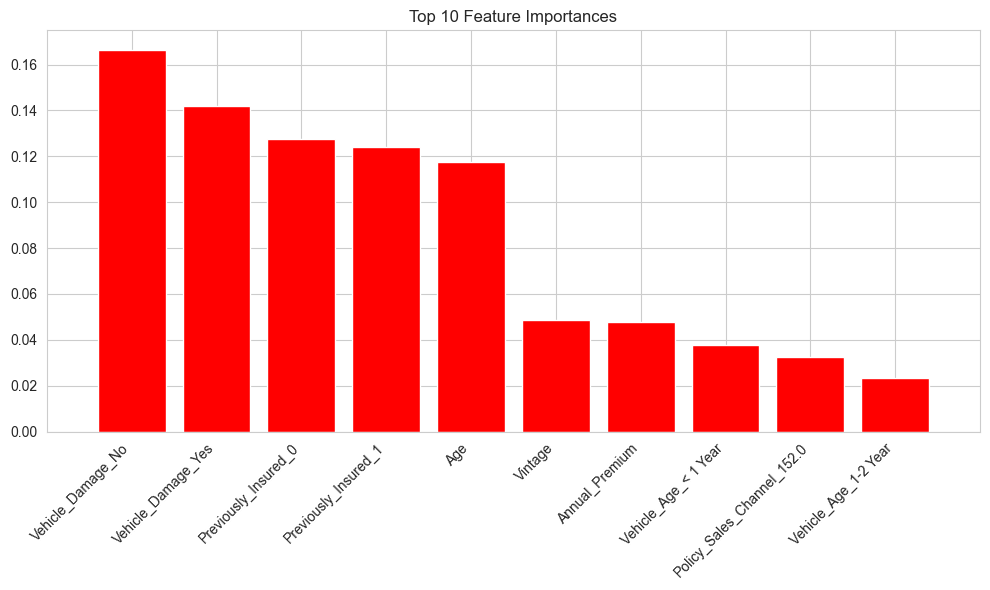 Top 10 Feature Importances
0.16
0.14
0.12
0.10
0.08
0.06
0.04
0.02
0.00
Vehicle_Damage_No
Vehicle_Damage_Yes
Previously_Insured_0
Previously_Insured_1
Age
Vintage
Annual_Premium
Vehicle_Age_< 1 Year
Policy_Sales_Channel_152.0
Vehicle_Age_1-2 Year